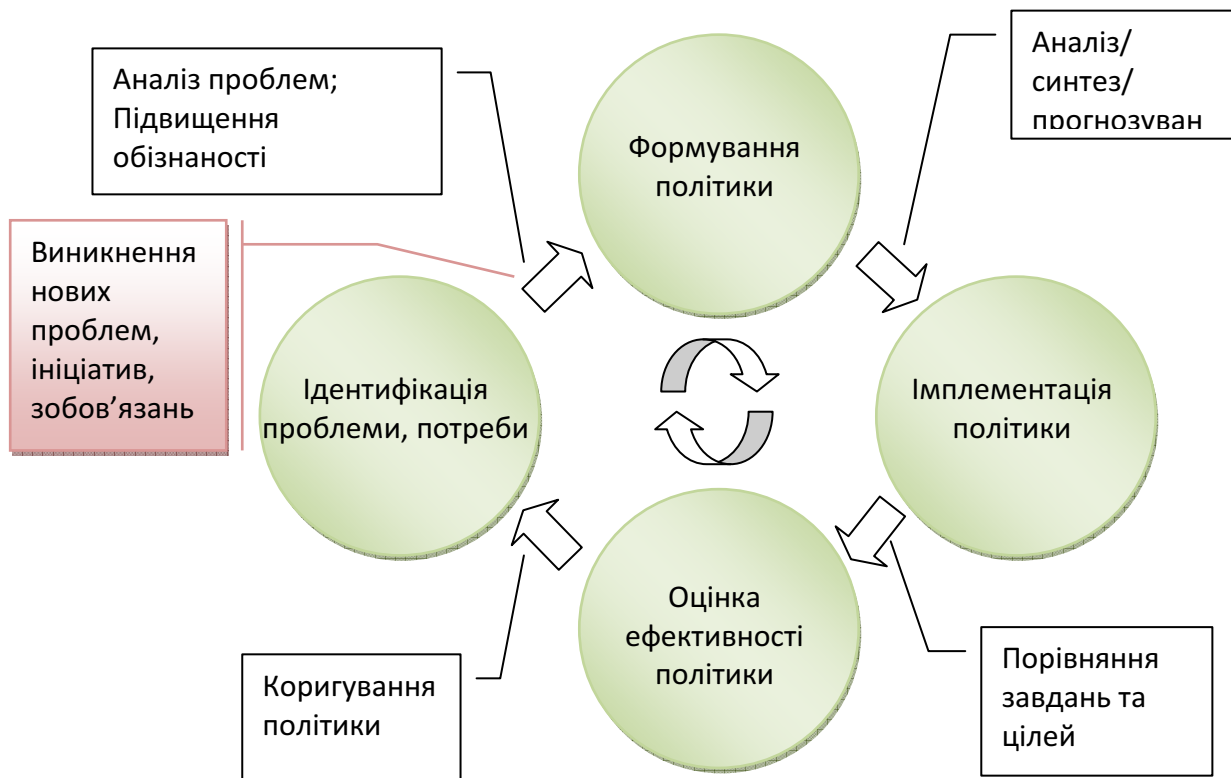 Аналіз проблем;
Підвищення
обізнаності
Формування
політики
Аналіз/
синтез/
прогнозуван
Виникнення
нових
проблем,
ініціатив,
зобов’язань
Ідентифікація
проблеми, потреби
Імплементація
політики
Оцінка
ефективності
політики
Коригування
політики
Порівняння
завдань та
цілей